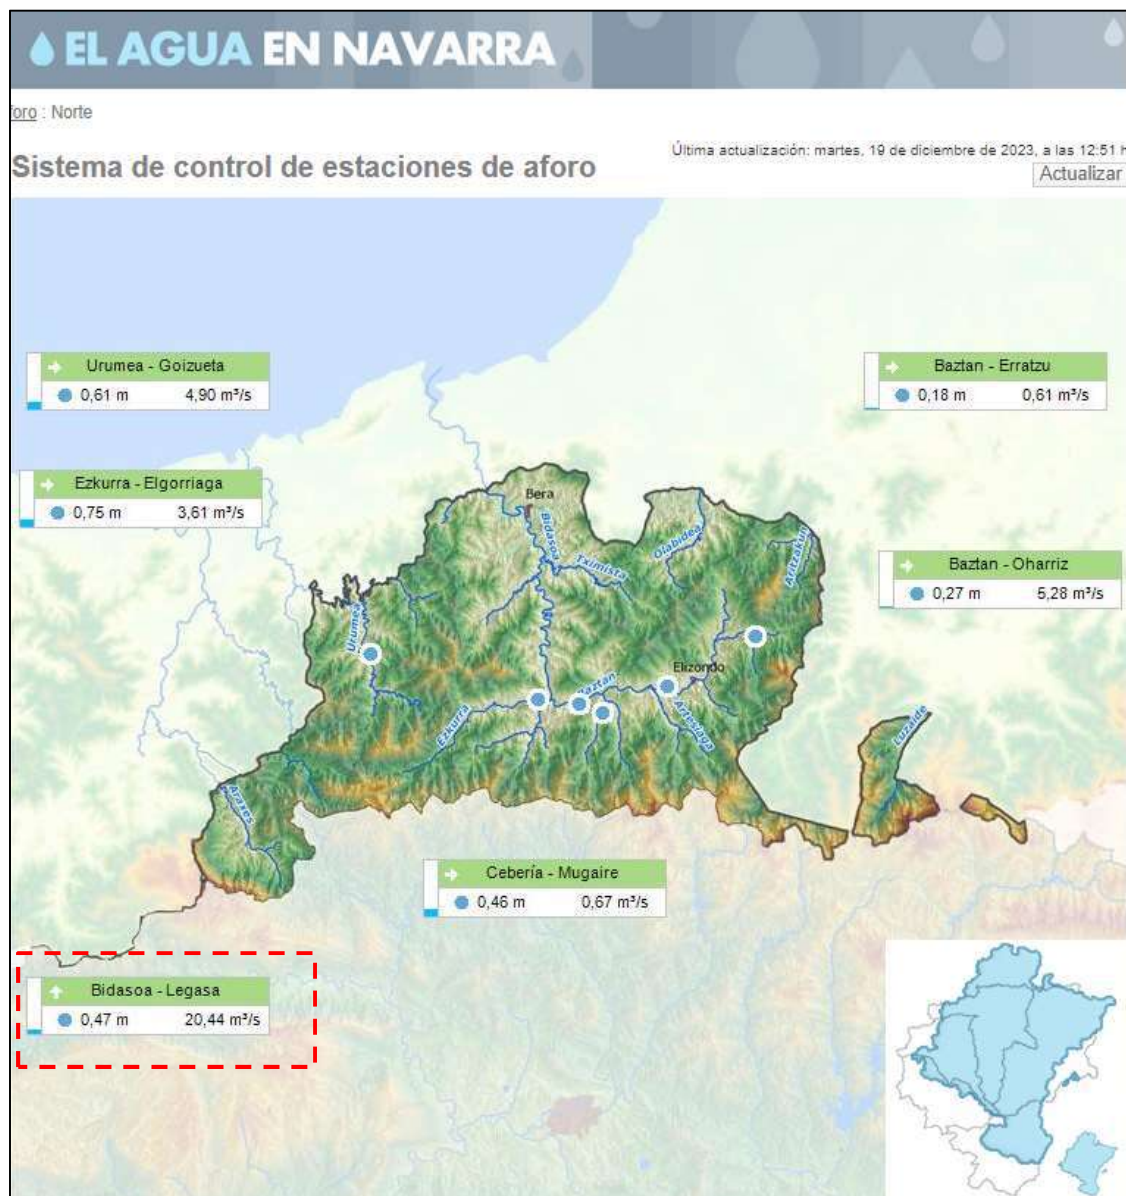 EL AGUA EN NAVARRA
foro : Norte
Última actualización: martes, 19 de diciembre de 2023, a las 12:51 h
Sistema de control de estaciones de aforo
Actualizar
Urumea - Goizueta
0,61 m 4,90 m³/s
Baztan - Erratzu
0,18 m 0,61 m³/s
Ezkurra - Elgorriaga
0,75 m 3,61 m³/s
Bera
Bidasoa
Tximista
Olabidea
Aritzakun
Baztan - Oharriz
0,27 m 5,28 m³/s
Urumea
Elizondo
Baztan
Ezkurra
Artesiaga
Luzaide
Araxes
Cebería - Mugaire
0,46 m 0,67 m³/s
Bidasoa - Legasa
0,47 m 20,44 m³/s